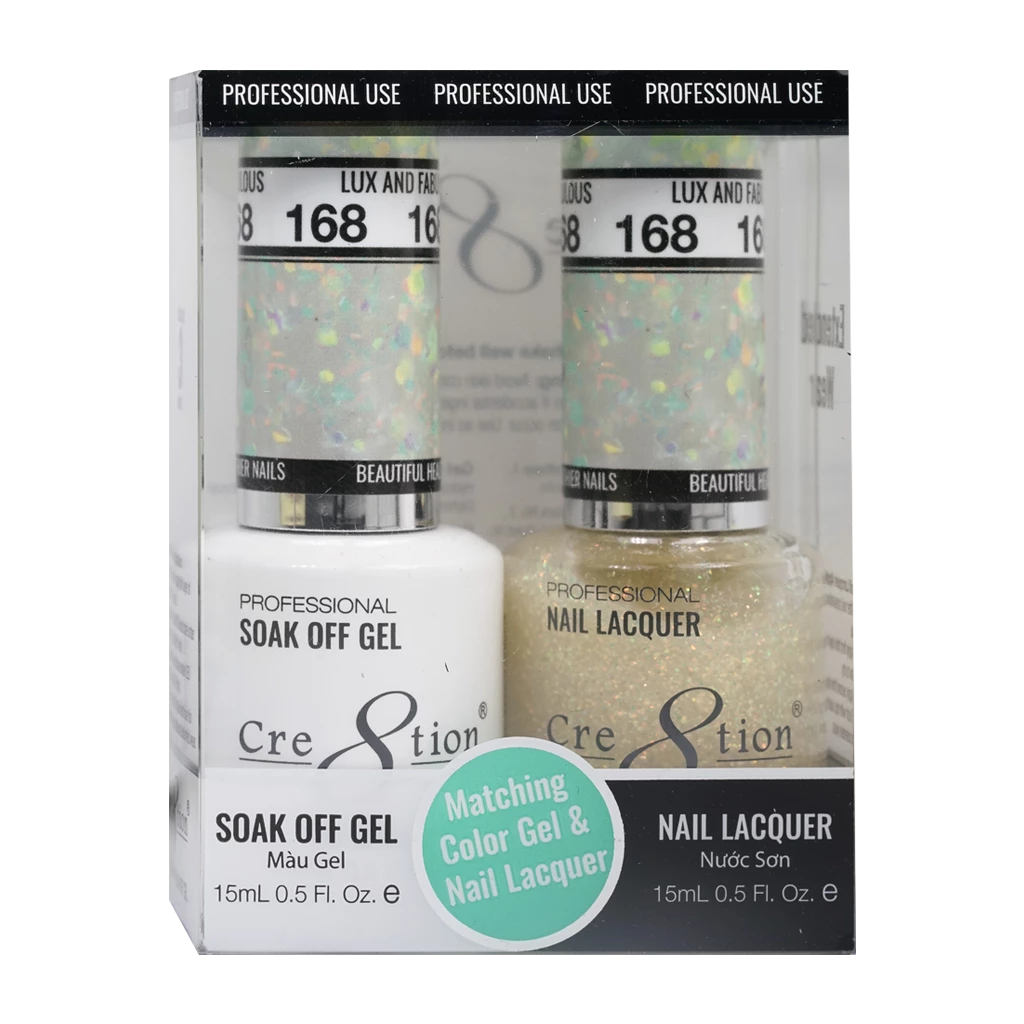 PROFESSIONAL USE PROFESSIONAL USE PROFESSIONAL USE
LUX AND FAB
168
LUX AND FAB
168
NAILS BEAUTIFUL
NAILS BEAUTIFUL
PROFESSIONAL
SOAK OFF GEL
Cre8tion®
PROFESSIONAL
NAIL LACQUER
Cre8tion®
SOAK OFF GEL
Màu Gel
15mL 0.5 Fl. Oz. e
Matching
Color Gel &
Nail Lacquer
NAIL LACQUER
Nước Sơn
15mL 0.5 Fl. Oz. e